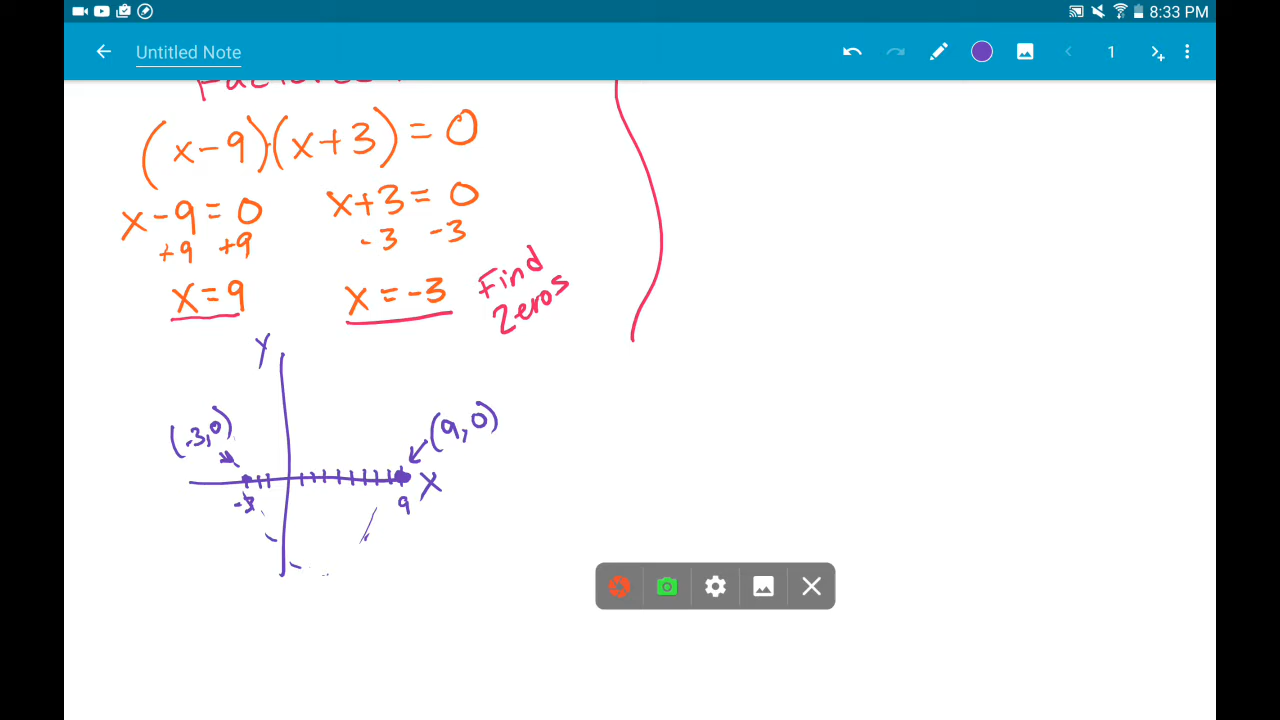 8:33 PM
Untitled Note
1
(x-9)·(x+3) = 0
x-9=0
x+3=0
+9 +9
-3 -3
x=9
x=-3
Find
Zeros
Y
(-3,0)
(9,0)
X
-3
9